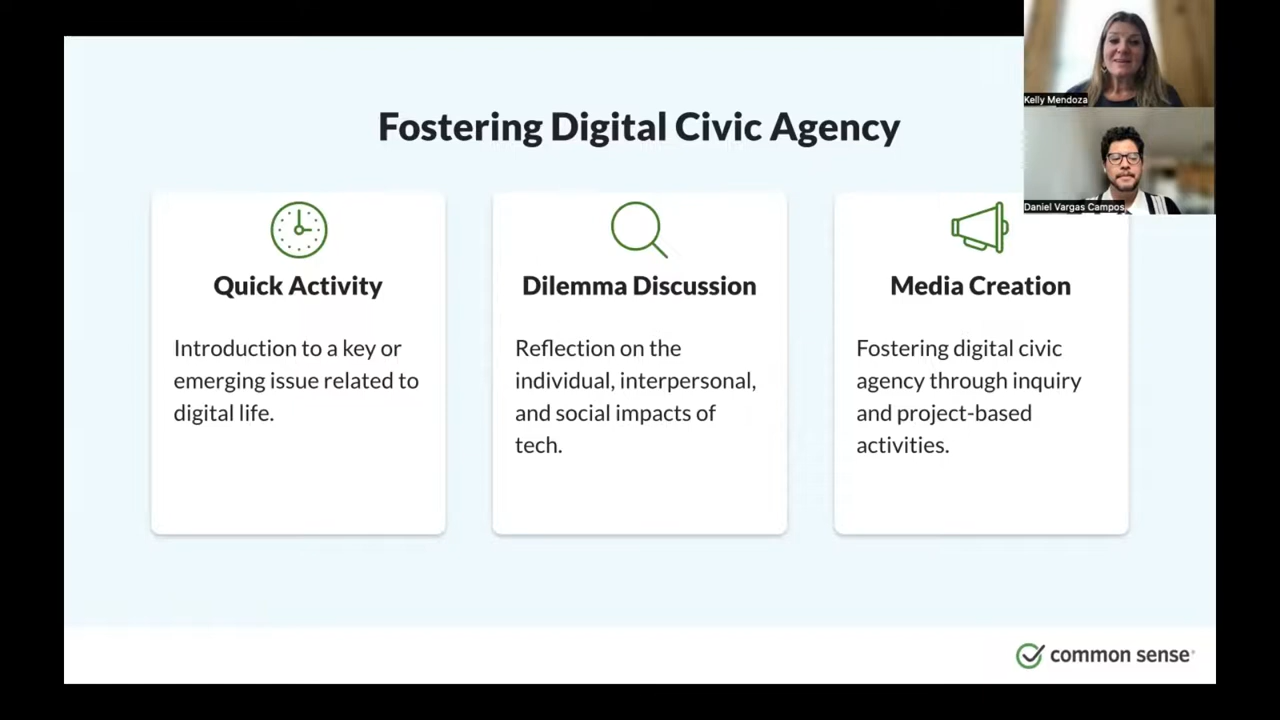 Kelly Mendoza
Daniel Vargas Campos
Fostering Digital Civic Agency
Quick Activity
Introduction to a key or
emerging issue related to
digital life.
Dilemma Discussion
Reflection on the
individual, interpersonal,
and social impacts of
tech.
Media Creation
Fostering digital civic
agency through inquiry
and project-based
activities.
common sense